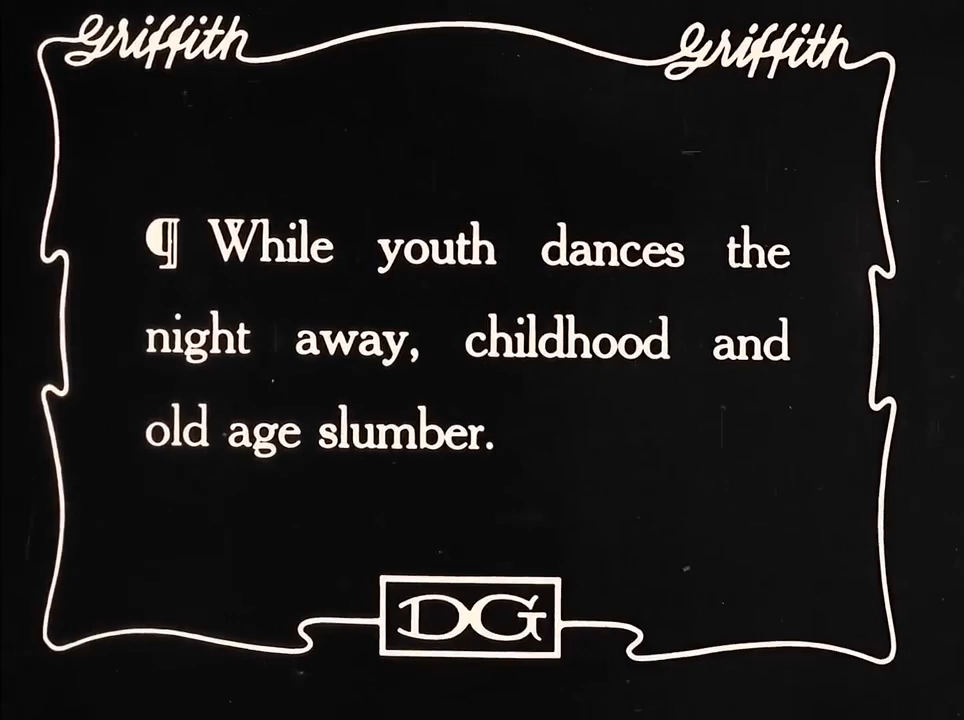 Griffith Griffith
¶ While youth dances the
night away, childhood and
old age slumber.
DG